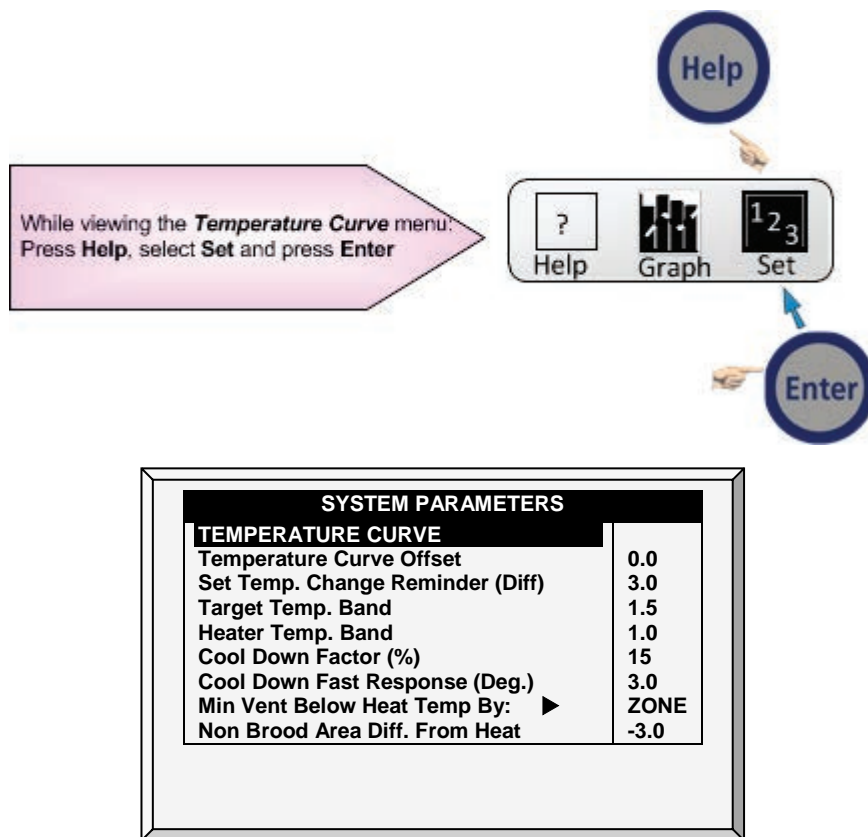 Help
While viewing the Temperature Curve menu:
Press Help, select Set and press Enter
?
1 2 3
Help Graph Set
Enter
SYSTEM PARAMETERS
TEMPERATURE CURVE
Temperature Curve Offset 0.0
Set Temp. Change Reminder (Diff) 3.0
Target Temp. Band 1.5
Heater Temp. Band 1.0
Cool Down Factor (%) 15
Cool Down Fast Response (Deg.) 3.0
Min Vent Below Heat Temp By: ▶ ZONE
Non Brood Area Diff. From Heat -3.0